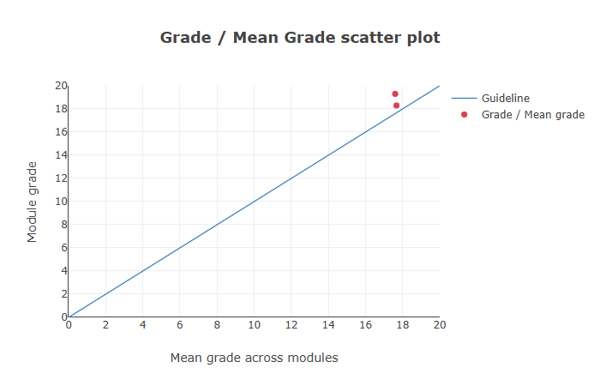 Grade / Mean Grade scatter plot
20
18
16
14
12
10
8
6
4
2
0
Module grade
0 2 4 6 8 10 12 14 16 18 20
Mean grade across modules
Guideline
Grade / Mean grade